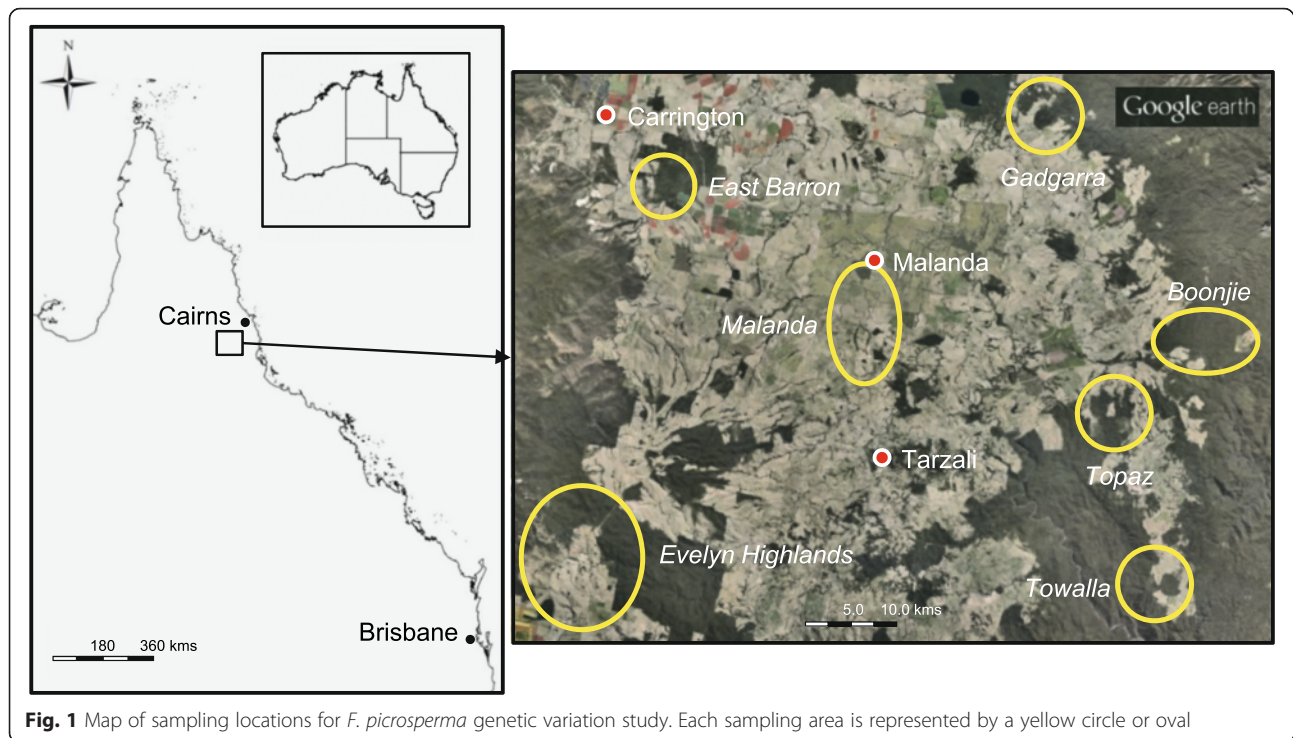 N
Cairns
Brisbane
180 360 kms
Google earth
Carrington
East Barron
Gadgarra
Malanda
Malanda
Boonjie
Tarzali
Topaz
Evelyn Highlands
Towalla
5.0 10.0 kms
Fig. 1 Map of sampling locations for F. picrosperma genetic variation study. Each sampling area is represented by a yellow circle or oval